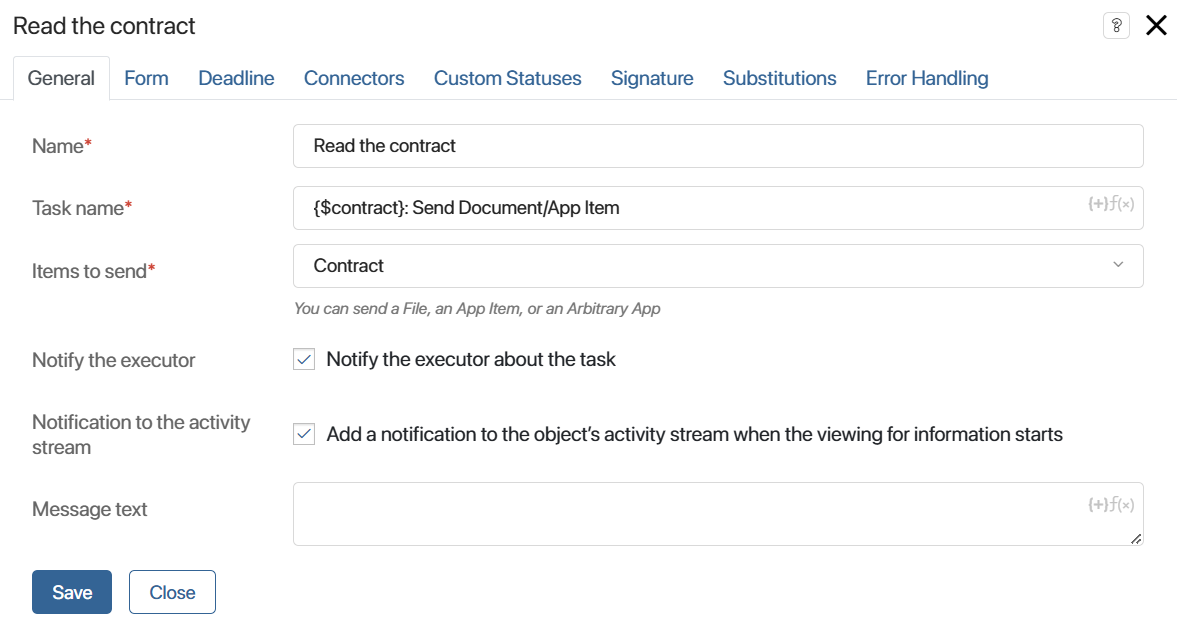 Read the contract
?
General Form Deadline Connectors Custom Statuses Signature Substitutions Error Handling
Name*
Read the contract
Task name*
{$contract}: Send Document/App Item
{+}ƒ(×)
Items to send*
Contract
You can send a File, an App Item, or an Arbitrary App
Notify the executor
Notify the executor about the task
Notification to the activity
stream
Add a notification to the object’s activity stream when the viewing for information starts
Message text
{+}ƒ(×)
Save Close